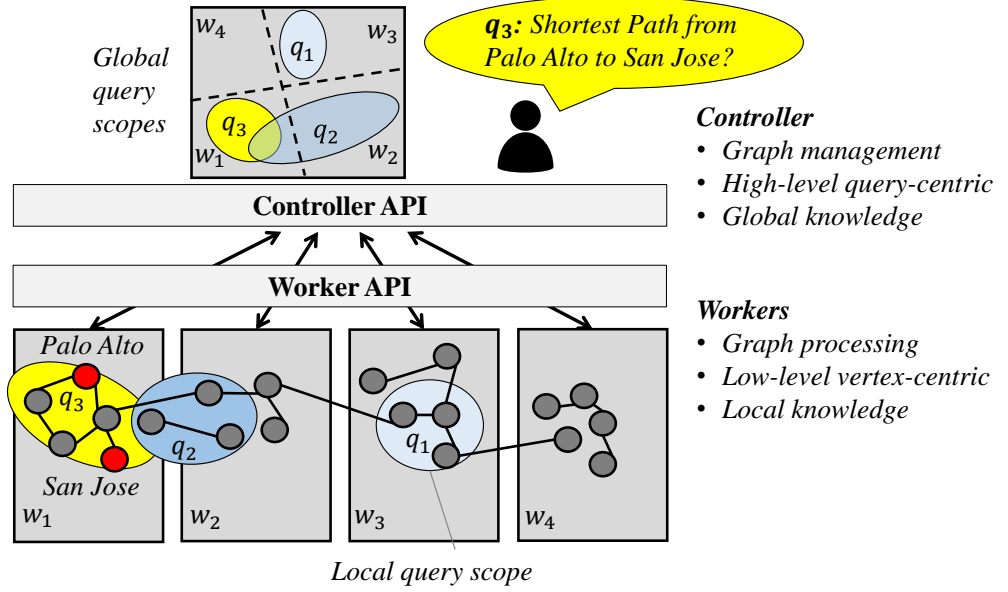 Global
query
scopes
w₄
q₁
w₃
q₃
q₂
w₁
w₂
q₃: Shortest Path from
Palo Alto to San Jose?
Controller
• Graph management
• High-level query-centric
• Global knowledge
Controller API
Worker API
Workers
• Graph processing
• Low-level vertex-centric
• Local knowledge
Palo Alto
q₃
San Jose
w₁
q₂
w₂
q₁
w₃
w₄
Local query scope